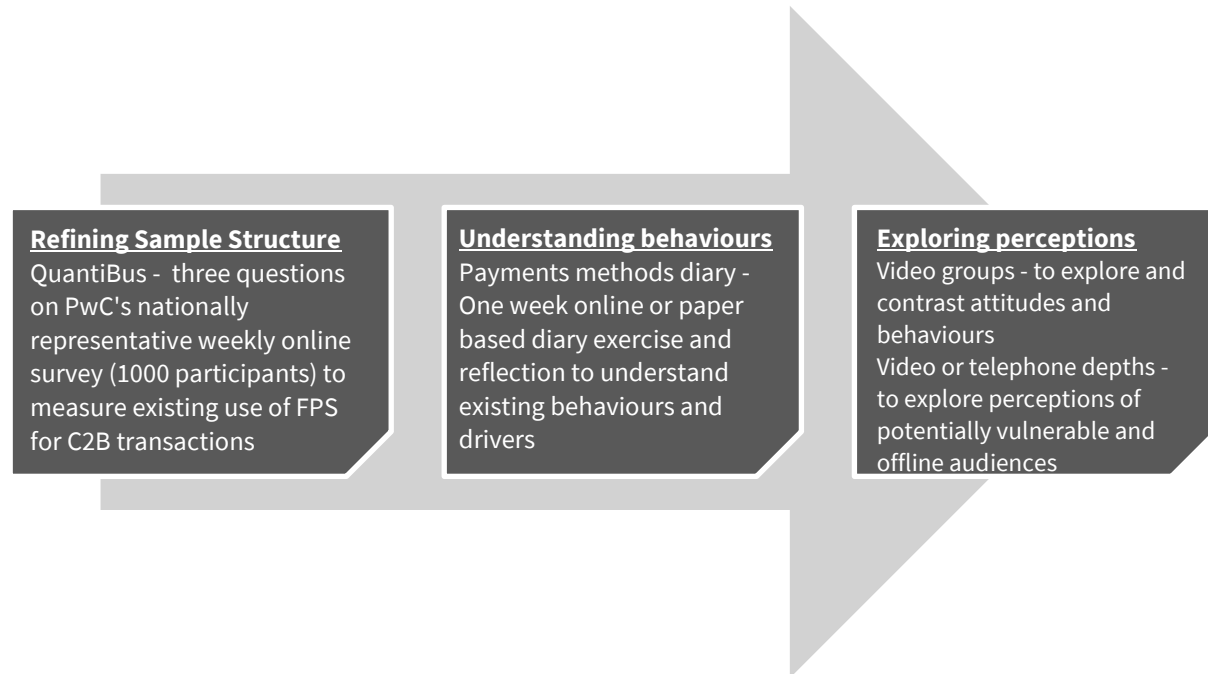 Refining Sample Structure
QuantiBus -  three questions
on PwC's nationally
representative weekly online
survey (1000 participants) to
measure existing use of FPS
for C2B transactions
Understanding behaviours
Payments methods diary -
One week online or paper
based diary exercise and
reflection to understand
existing behaviours and
drivers
Exploring perceptions
Video groups - to explore and
contrast attitudes and
behaviours
Video or telephone depths -
to explore perceptions of
potentially vulnerable and
offline audiences